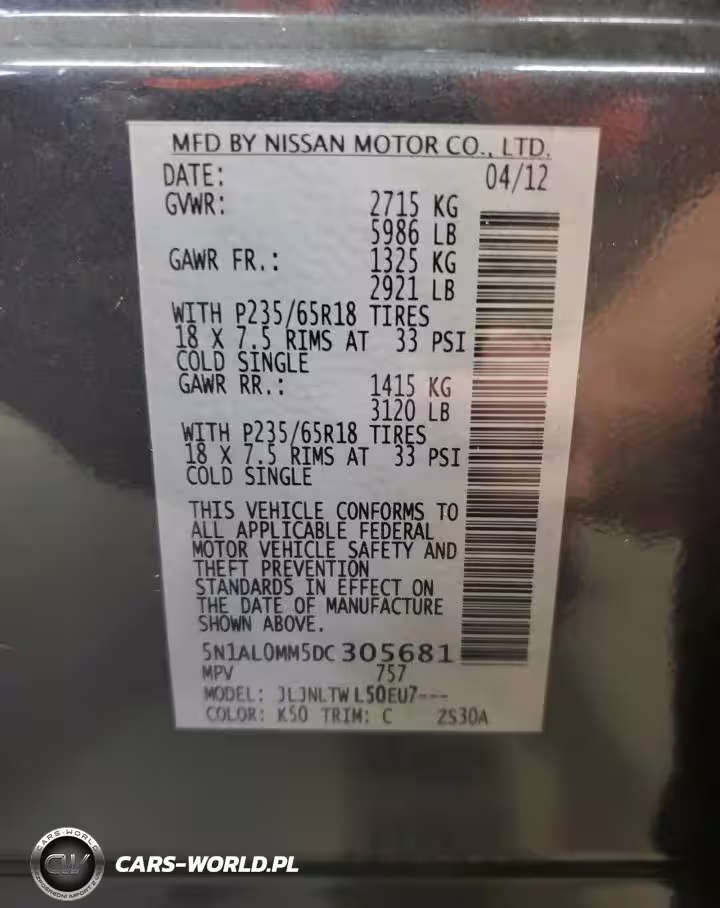 MFD BY NISSAN MOTOR CO., LTD.
DATE: 04/12
GVWR: 2715 KG
5986 LB
GAWR FR.: 1325 KG
2921 LB
WITH P235/65R18 TIRES
18 X 7.5 RIMS AT 33 PSI
COLD SINGLE
GAWR RR.: 1415 KG
3120 LB
WITH P235/65R18 TIRES
18 X 7.5 RIMS AT 33 PSI
COLD SINGLE
THIS VEHICLE CONFORMS TO
ALL APPLICABLE FEDERAL
MOTOR VEHICLE SAFETY AND
THEFT PREVENTION
STANDARDS IN EFFECT ON
THE DATE OF MANUFACTURE
SHOWN ABOVE.
5N1AL0MM5DC305681
MPV 757
MODEL: JLJNLTWL50EU7---
COLOR: K50 TRIM: C ZS30A
CARS-WORLD
CW
CARS-WORLD.PL